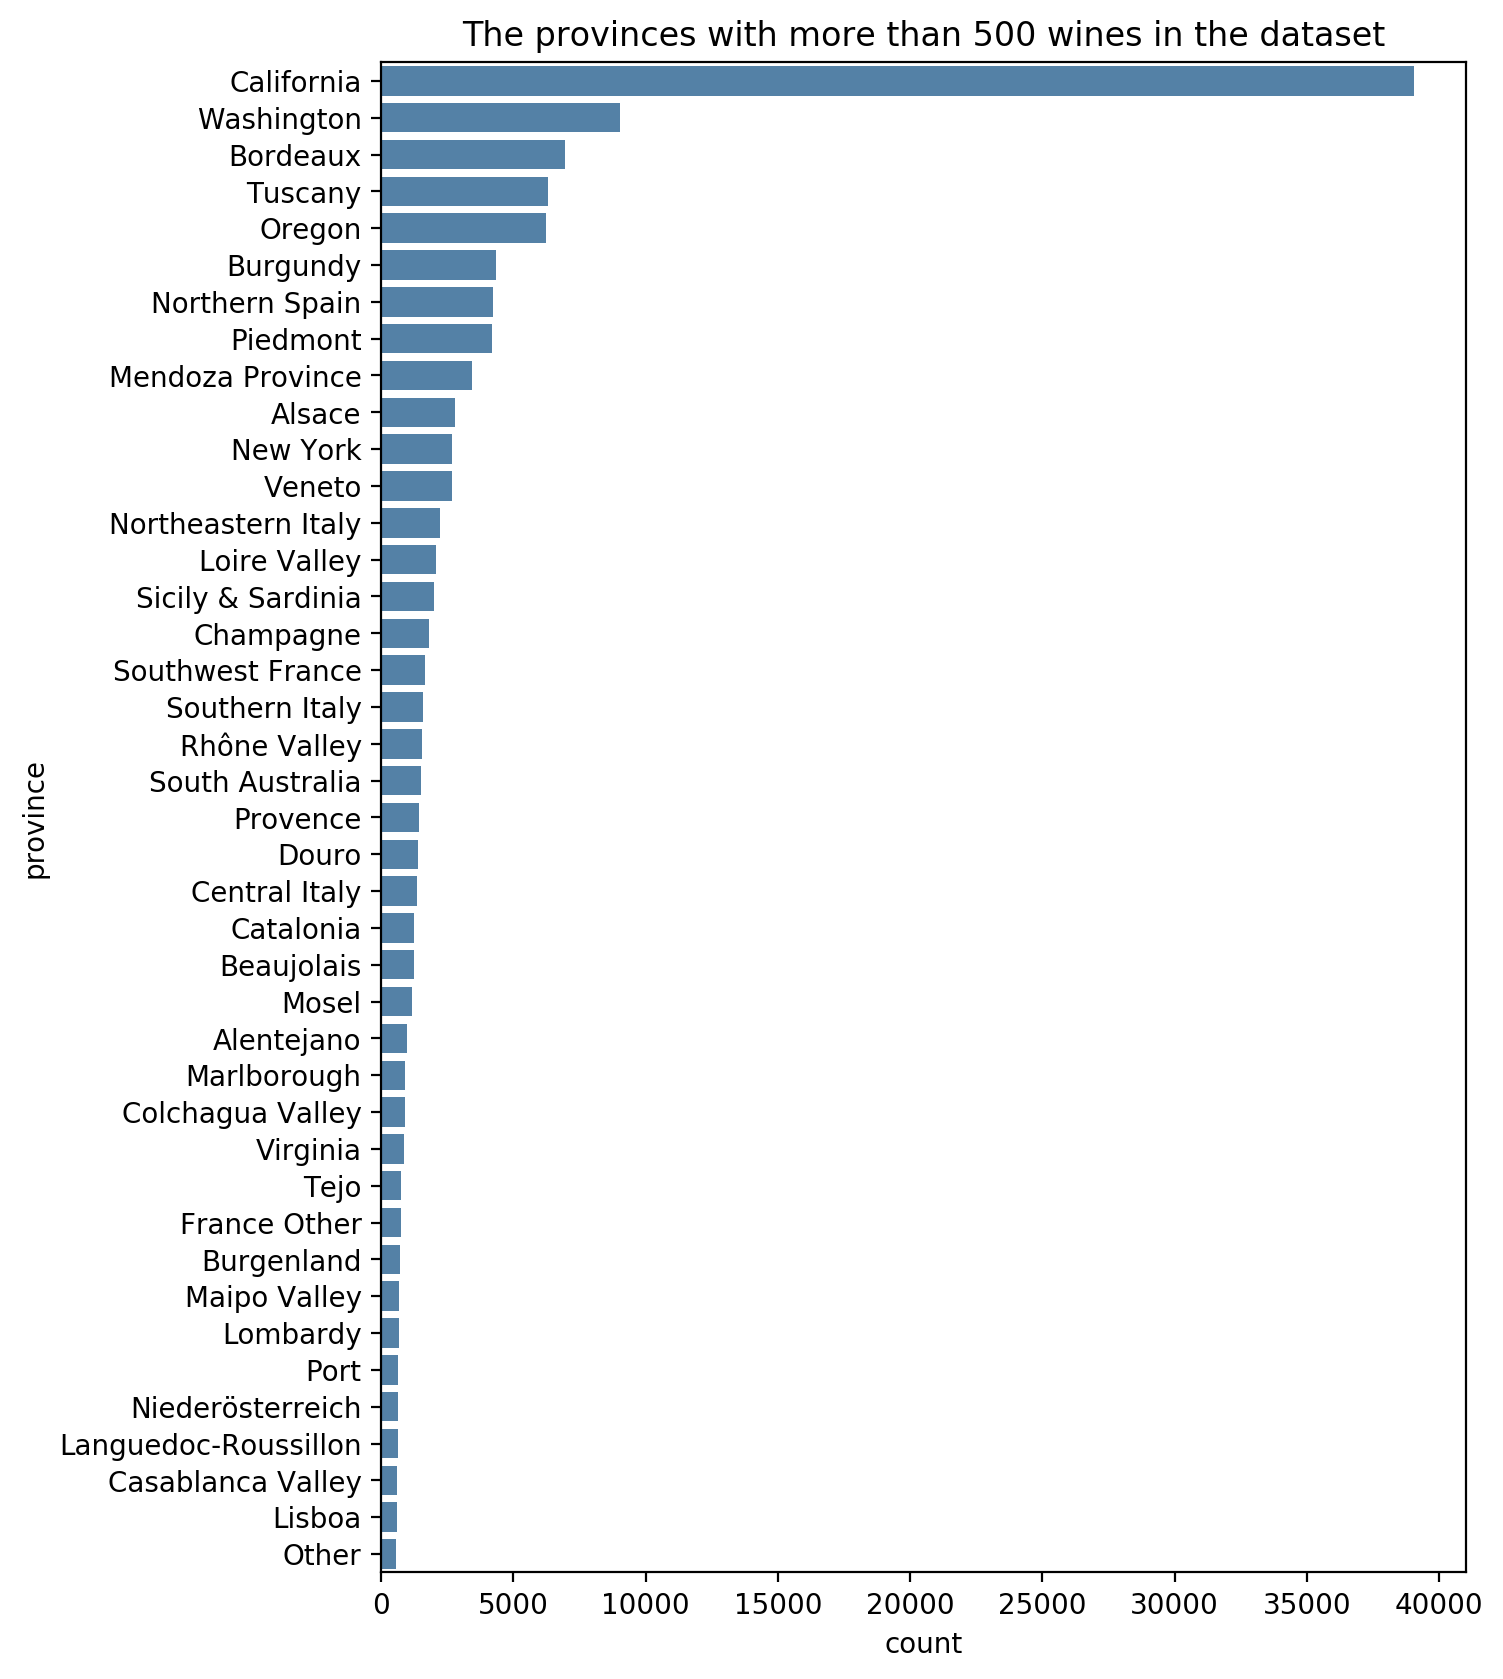 The provinces with more than 500 wines in the dataset
California
Washington
Bordeaux
Tuscany
Oregon
Burgundy
Northern Spain
Piedmont
Mendoza Province
Alsace
New York
Veneto
Northeastern Italy
Loire Valley
Sicily & Sardinia
Champagne
Southwest France
Southern Italy
Rhône Valley
South Australia
Provence
Douro
Central Italy
Catalonia
Beaujolais
Mosel
Alentejano
Marlborough
Colchagua Valley
Virginia
Tejo
France Other
Burgenland
Maipo Valley
Lombardy
Port
Niederösterreich
Languedoc-Roussillon
Casablanca Valley
Lisboa
Other
province
0 5000 10000 15000 20000 25000 30000 35000 40000
count